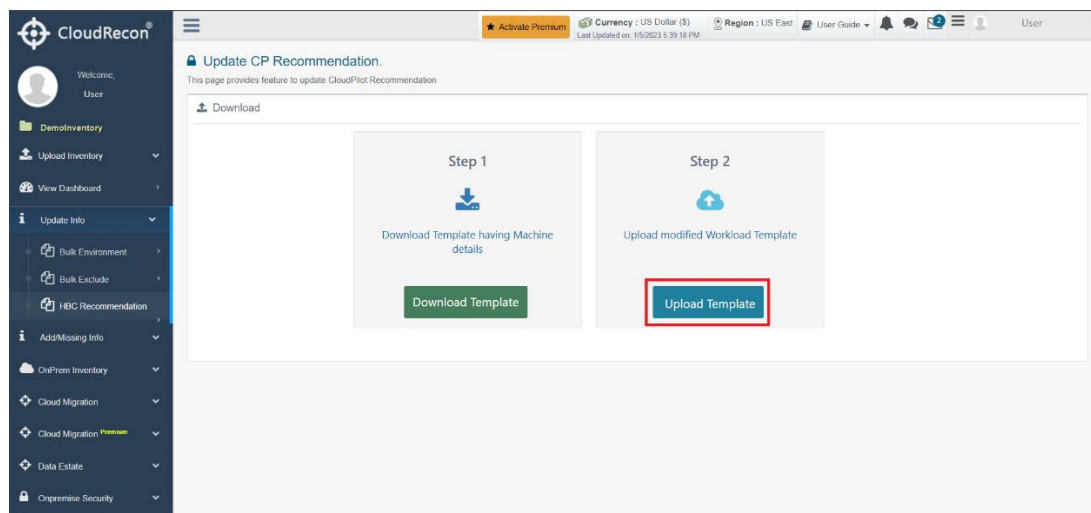 CloudRecon®
Welcome,
User
DemoInventory
Upload Inventory
View Dashboard
Update Info
Bulk Environment
Bulk Exclude
HBC Recommendation
Add/Missing Info
OnPrem Inventory
Cloud Migration
Cloud Migration Premium
Data Estate
Onpremise Security
Activate Premium
Currency : US Dollar ($)
Last Updated on: 1/5/2023 5:39:18 PM
Region : US East
User Guide
2
User
Update CP Recommendation.
This page provides feature to update CloudPilot Recommendation
Download
Step 1
Download Template having Machine
details
Download Template
Step 2
Upload modified Workload Template
Upload Template